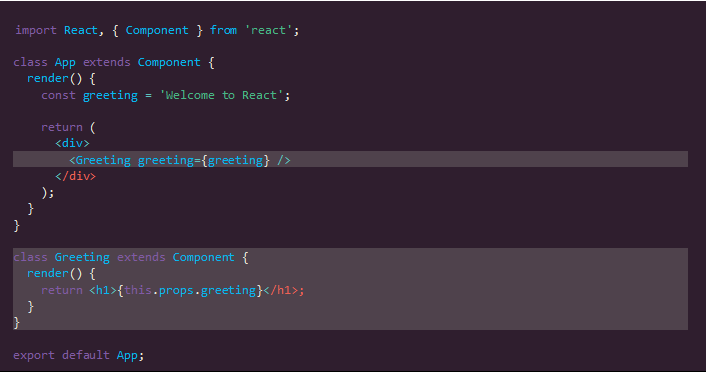 import React, { Component } from 'react';
class App extends Component {
render() {
const greeting = 'Welcome to React';
return (
<div>
<Greeting greeting={greeting} />
</div>
);
}
}
class Greeting extends Component {
render() {
return <h1>{this.props.greeting}</h1>;
}
}
export default App;